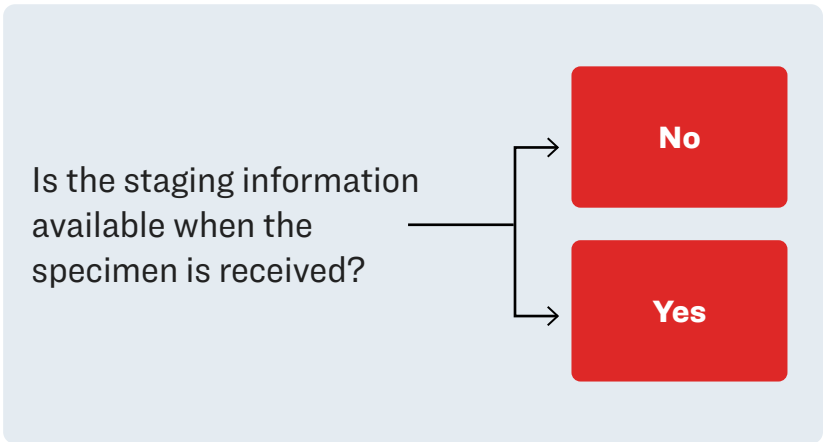 Is the staging information
available when the
specimen is received?
No
Yes